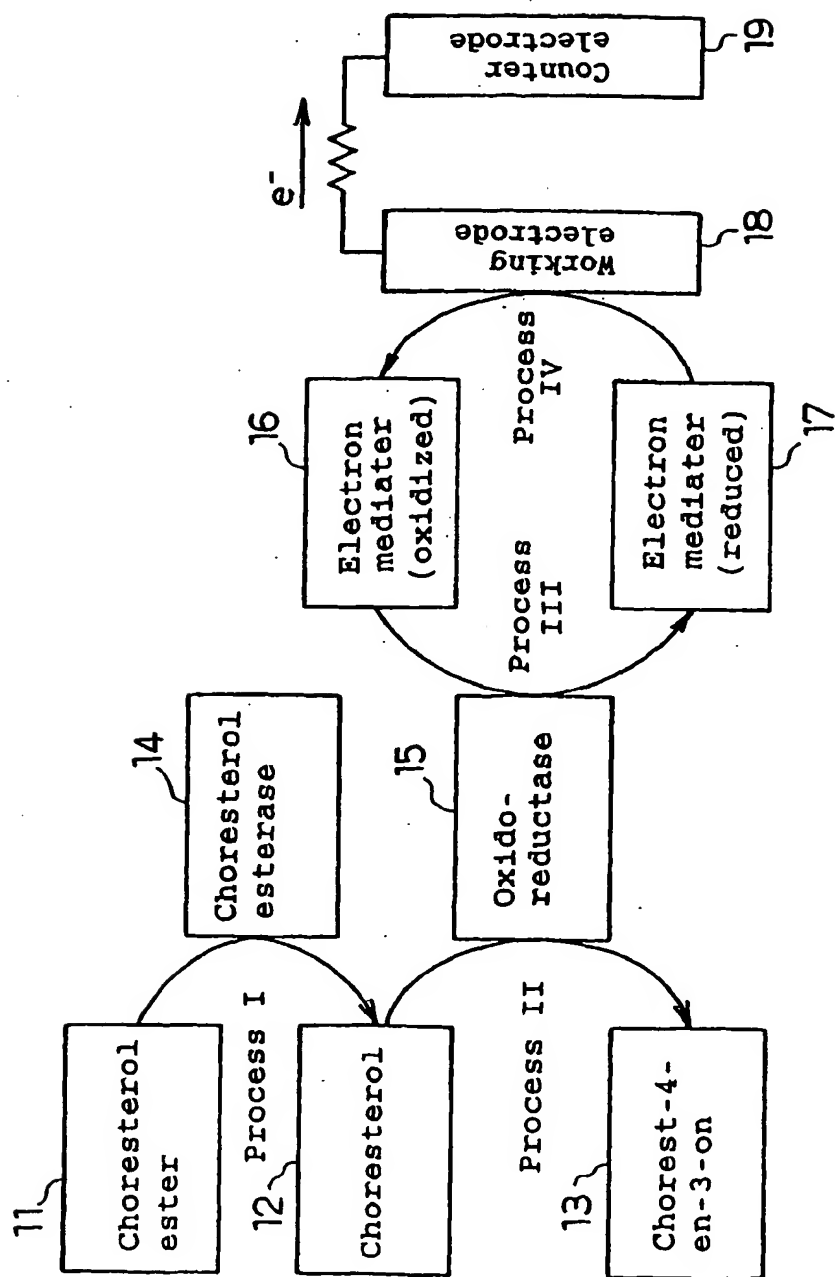 11
Choresterol
ester
Process I
14
Choresterol
esterase
12
Choresterol
Process II
15
Oxido-
reductase
13
Chorest-4-
en-3-on
16
Electron
mediater
(oxidized)
Process
III
Process
IV
17
Electron
mediater
(reduced)
e⁻
Working
electrode
18
Counter
electrode
19